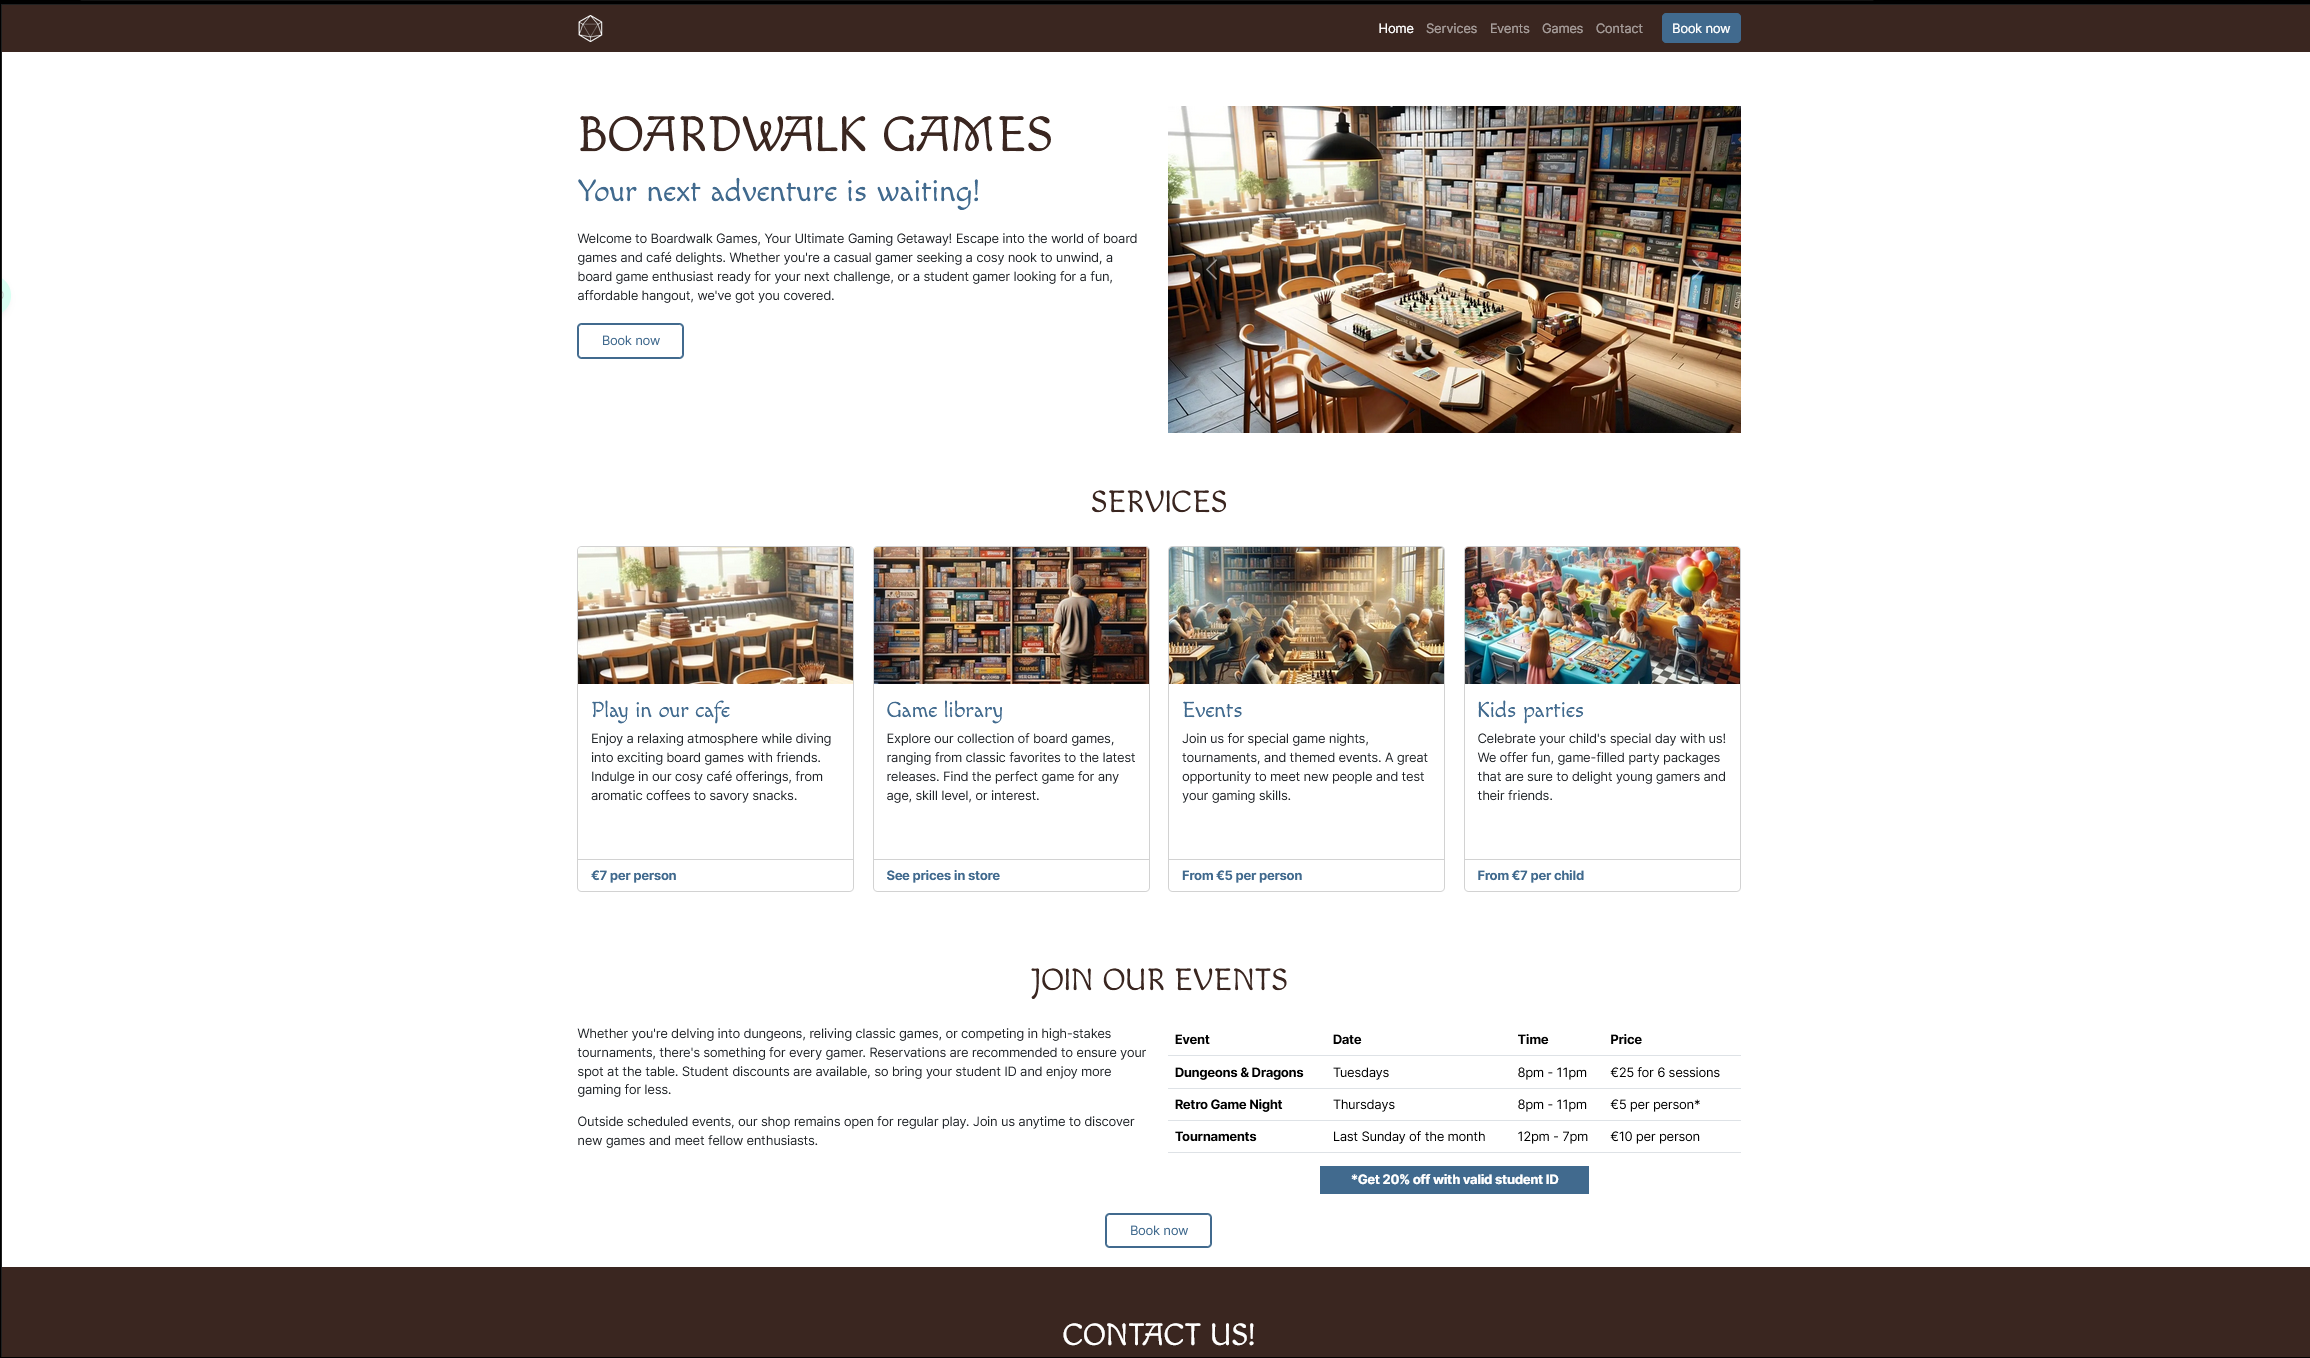 Home Services Events Games Contact Book now
BOARDWALK GAMES
Your next adventure is waiting!
Welcome to Boardwalk Games, Your Ultimate Gaming Getaway! Escape into the world of board
games and café delights. Whether you're a casual gamer seeking a cosy nook to unwind, a
board game enthusiast ready for your next challenge, or a student gamer looking for a fun,
affordable hangout, we've got you covered.
Book now
SERVICES
Play in our cafe
Enjoy a relaxing atmosphere while diving
into exciting board games with friends.
Indulge in our cosy café offerings, from
aromatic coffees to savory snacks.
€7 per person
Game library
Explore our collection of board games,
ranging from classic favorites to the latest
releases. Find the perfect game for any
age, skill level, or interest.
See prices in store
Events
Join us for special game nights,
tournaments, and themed events. A great
opportunity to meet new people and test
your gaming skills.
From €5 per person
Kids parties
Celebrate your child's special day with us!
We offer fun, game-filled party packages
that are sure to delight young gamers and
their friends.
From €7 per child
JOIN OUR EVENTS
Whether you're delving into dungeons, reliving classic games, or competing in high-stakes
tournaments, there's something for every gamer. Reservations are recommended to ensure your
spot at the table. Student discounts are available, so bring your student ID and enjoy more
gaming for less.
Outside scheduled events, our shop remains open for regular play. Join us anytime to discover
new games and meet fellow enthusiasts.
Event Date Time Price
Dungeons & Dragons Tuesdays 8pm - 11pm €25 for 6 sessions
Retro Game Night Thursdays 8pm - 11pm €5 per person*
Tournaments Last Sunday of the month 12pm - 7pm €10 per person
*Get 20% off with valid student ID
Book now
CONTACT US!